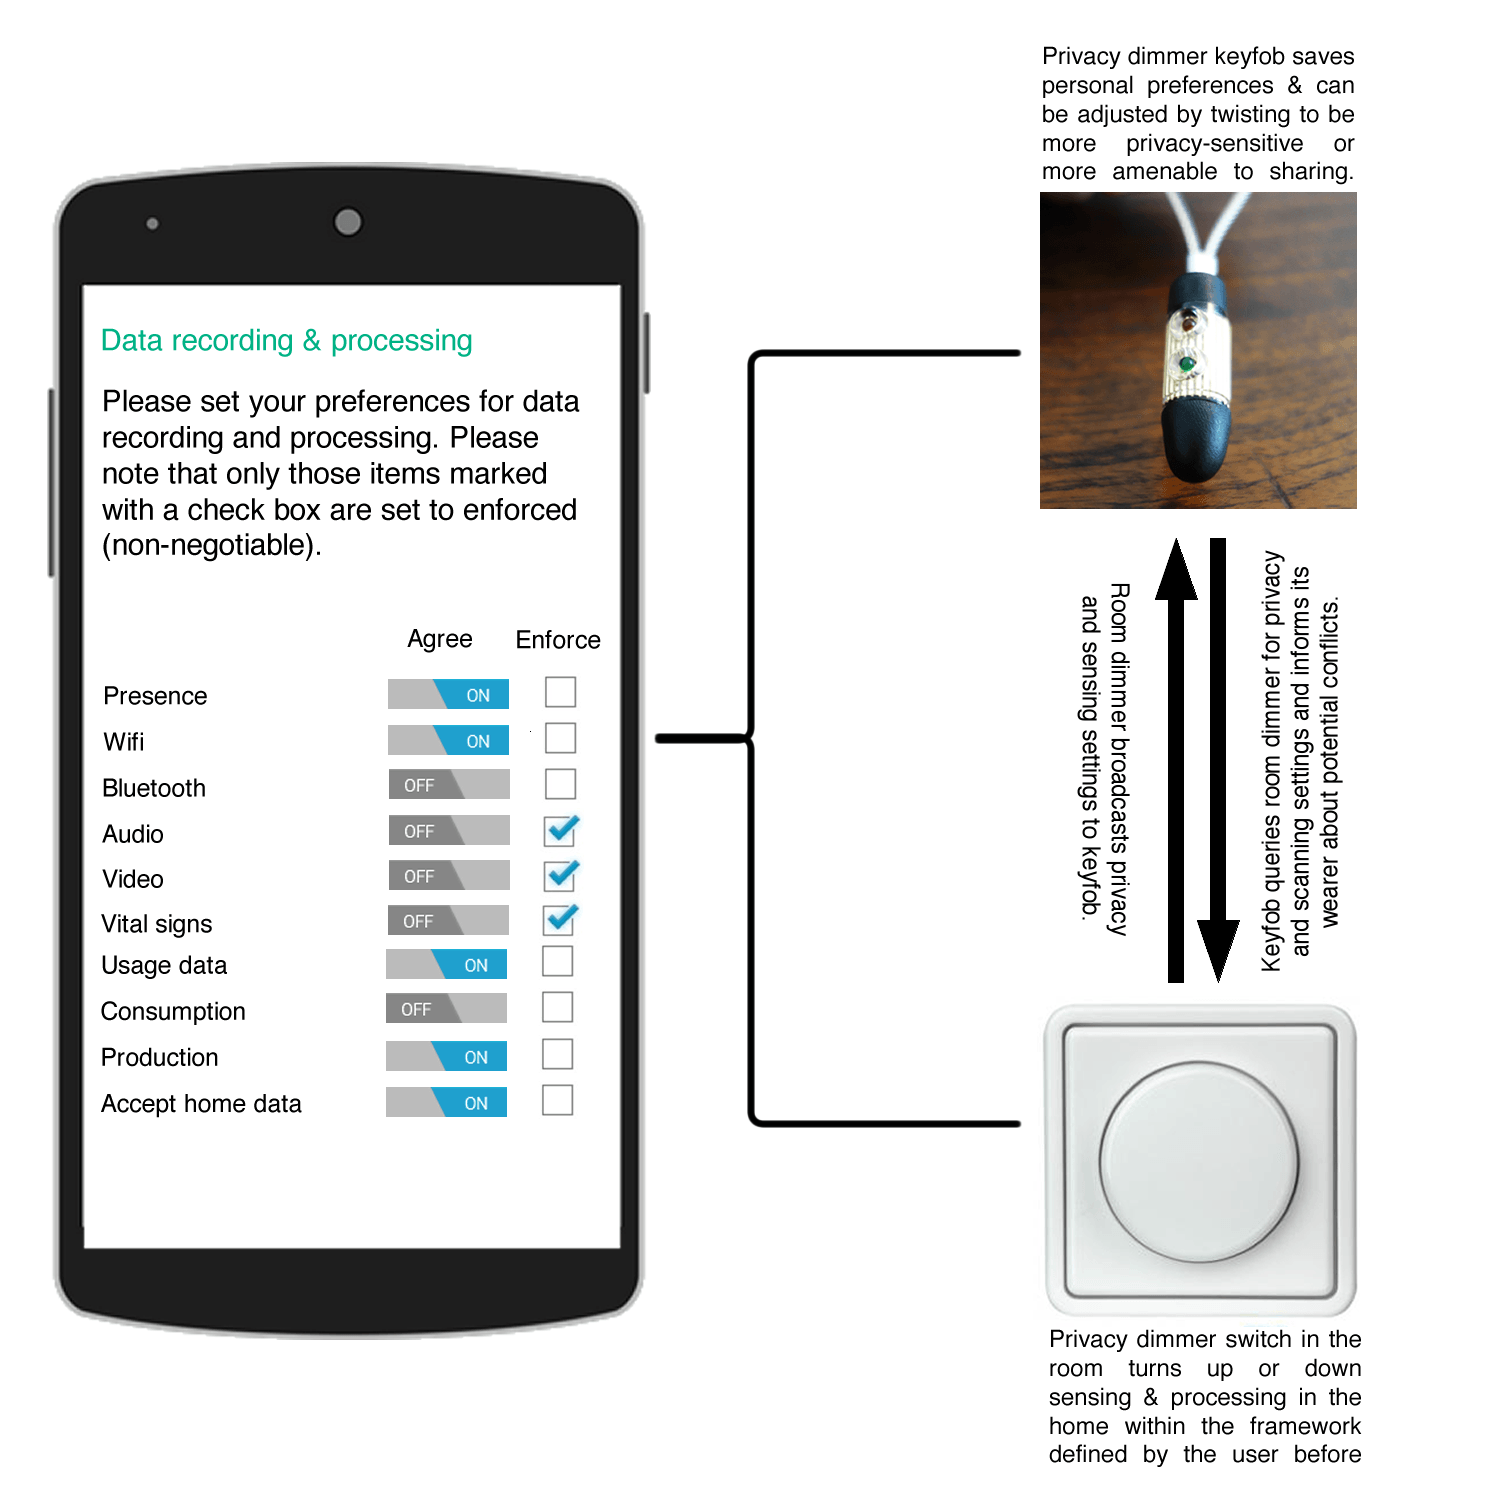 Privacy dimmer keyfob saves
personal preferences & can
be adjusted by twisting to be
more privacy-sensitive or
more amenable to sharing.
Data recording & processing
Please set your preferences for data
recording and processing. Please
note that only those items marked
with a check box are set to enforced
(non-negotiable).
Agree Enforce
Presence ON
Wifi ON
Bluetooth OFF
Audio OFF
Video OFF
Vital signs OFF
Usage data ON
Consumption OFF
Production ON
Accept home data ON
Room dimmer broadcasts privacy
and sensing settings to keyfob.
Keyfob queries room dimmer for privacy
and scanning settings and informs its
wearer about potential conflicts.
Privacy dimmer switch in the
room turns up or down
sensing & processing in the
home within the framework
defined by the user before